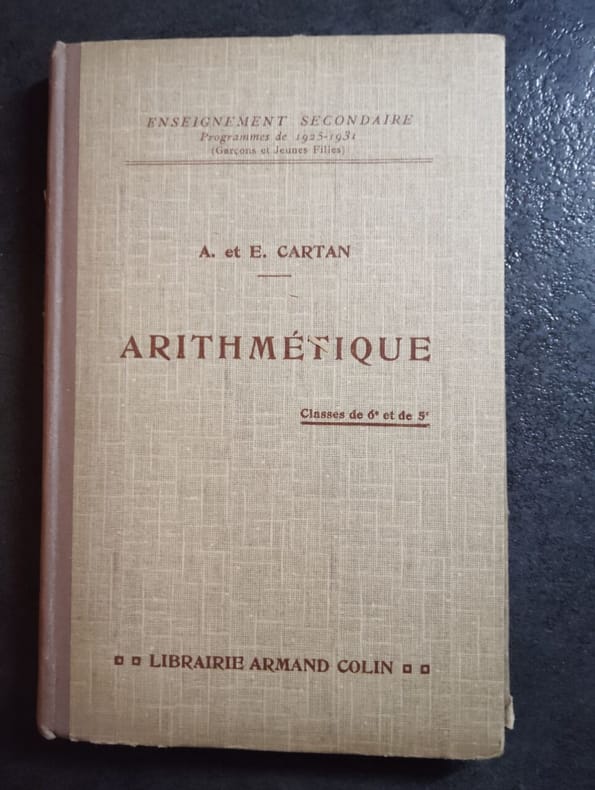 ENSEIGNEMENT SECONDAIRE
Programmes de 1925-1931
(Garçons et Jeunes Filles)
A. et E. CARTAN
ARITHMÉTIQUE
Classes de 6e et de 5e
LIBRAIRIE ARMAND COLIN